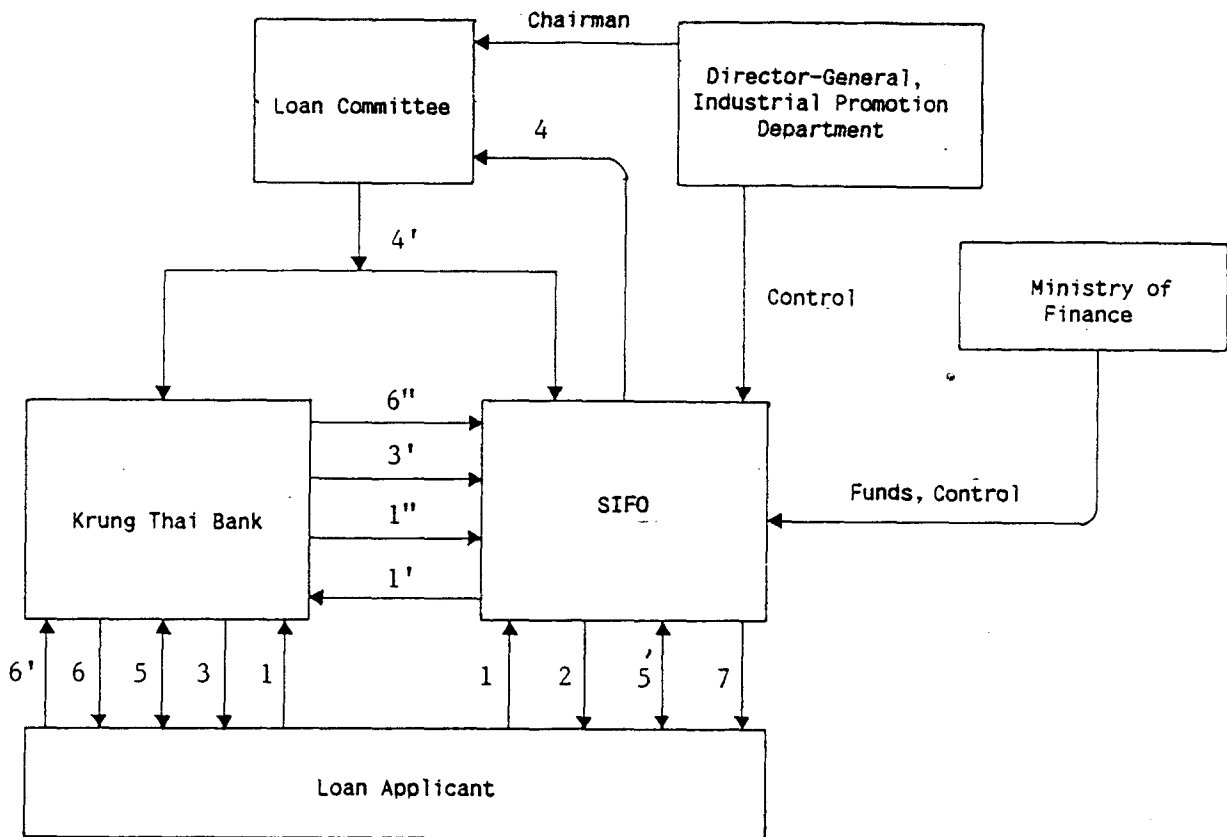 Chairman
Loan Committee
Director-General,
Industrial Promotion
Department
4
4'
Control
Ministry of
Finance
6"
3'
Krung Thai Bank
SIFO
Funds, Control
1"
1'
6' 6 5 3 1 1 2 5' 7
Loan Applicant